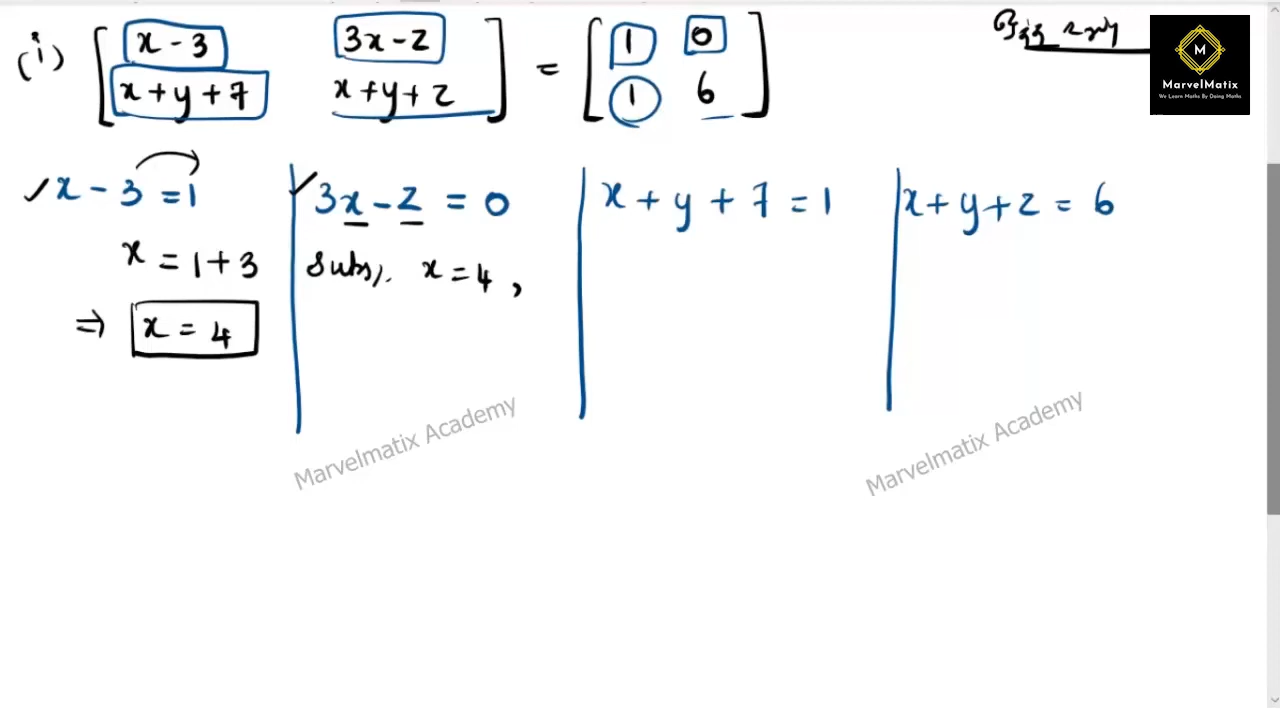 (i) [ x - 3 3x - z ] = [ 1 0 ]
[ x + y + 7 x + y + z ] [ 1 6 ]
MarvelMatix
We Learn Maths By Doing Maths
✓ x - 3 = 1
x = 1 + 3
⇒ x = 4
✓ 3x - z = 0
Subs/. x = 4 ,
x + y + 7 = 1
x + y + z = 6
Marvelmatix Academy
Marvelmatix Academy